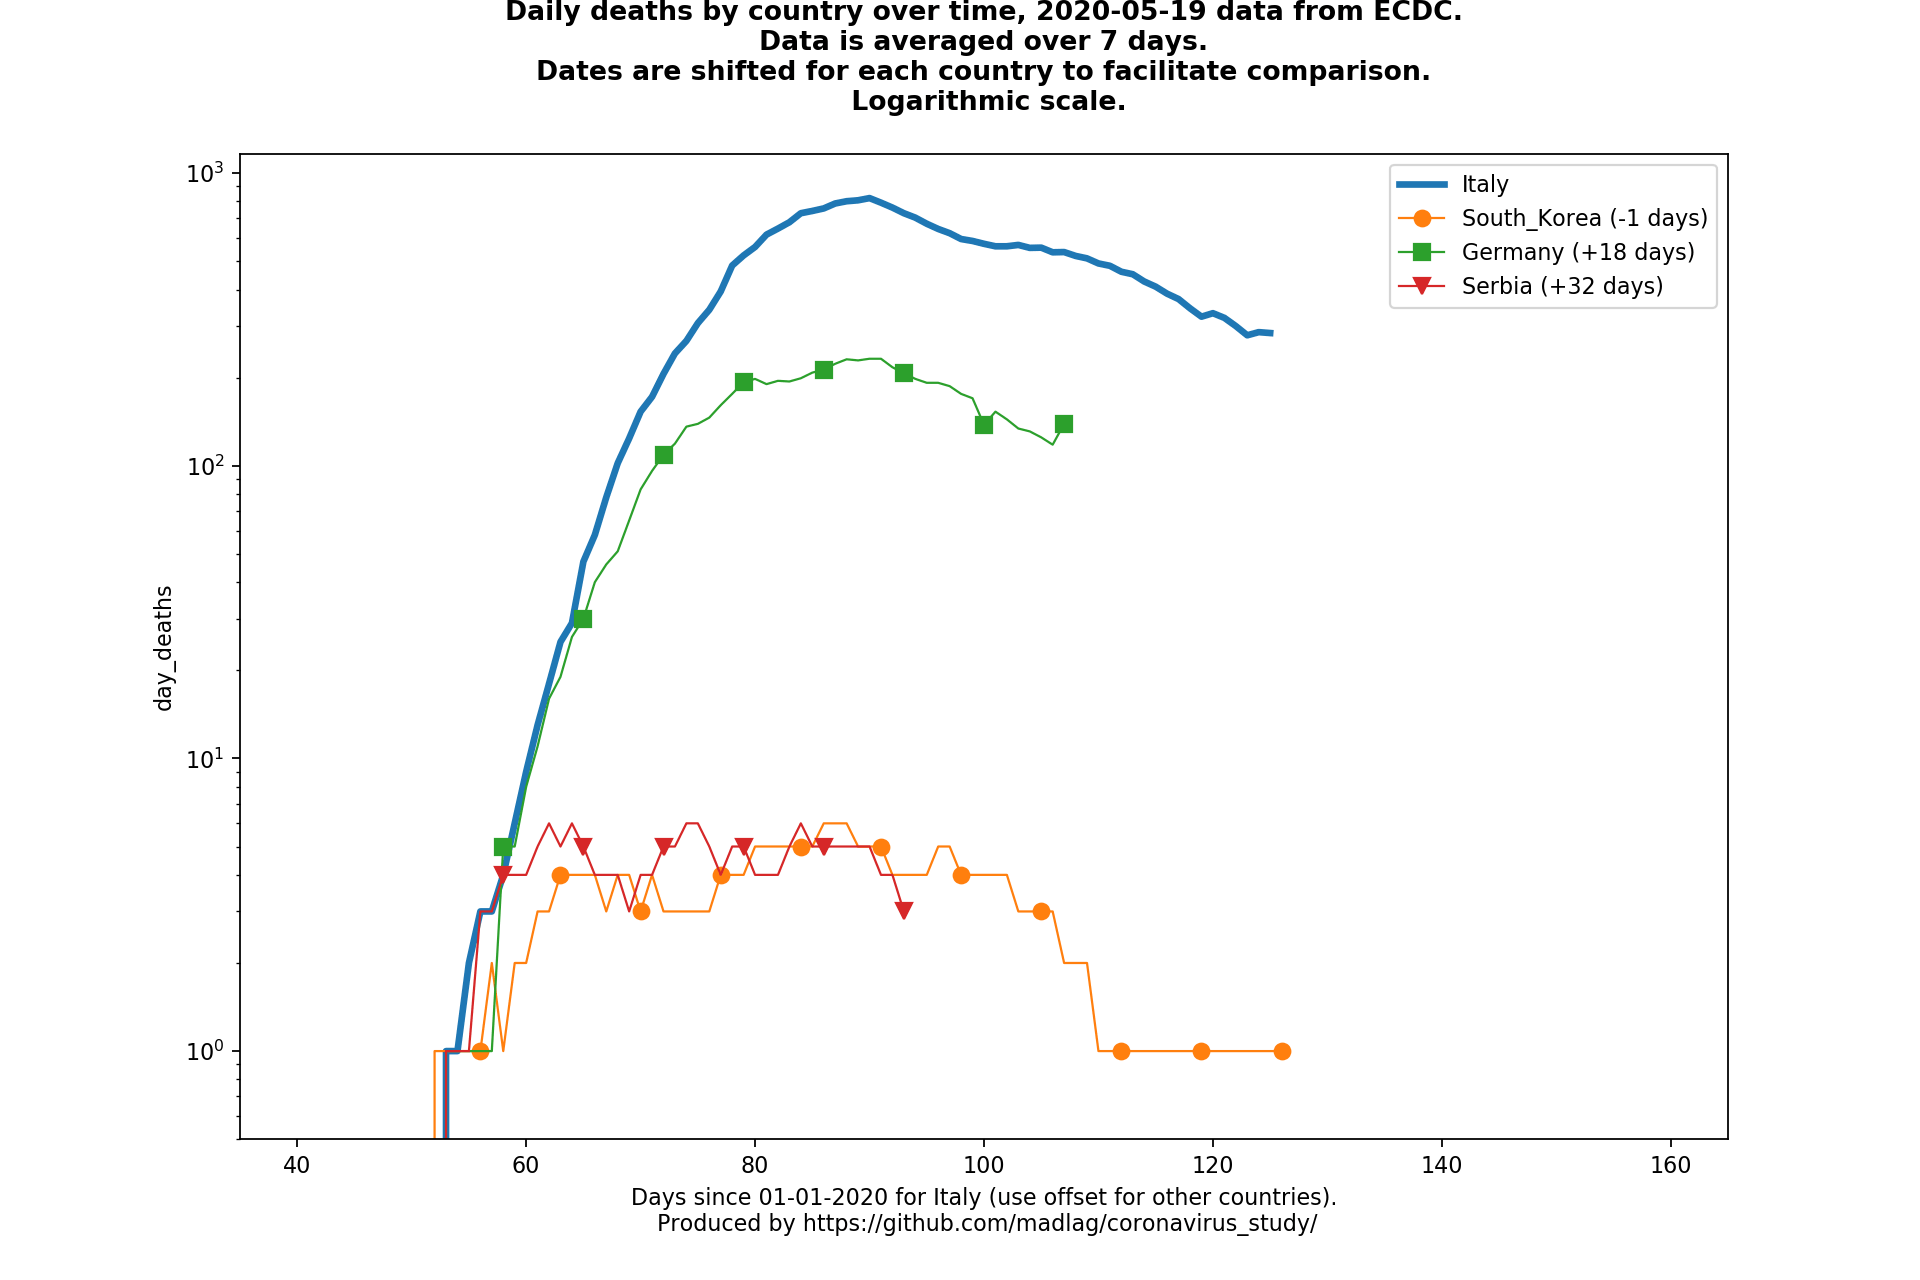 Daily deaths by country over time, 2020-05-19 data from ECDC.
Data is averaged over 7 days.
Dates are shifted for each country to facilitate comparison.
Logarithmic scale.
10³
10²
10¹
10⁰
day_deaths
Italy
South_Korea (-1 days)
Germany (+18 days)
Serbia (+32 days)
40 60 80 100 120 140 160
Days since 01-01-2020 for Italy (use offset for other countries).
Produced by https://github.com/madlag/coronavirus_study/